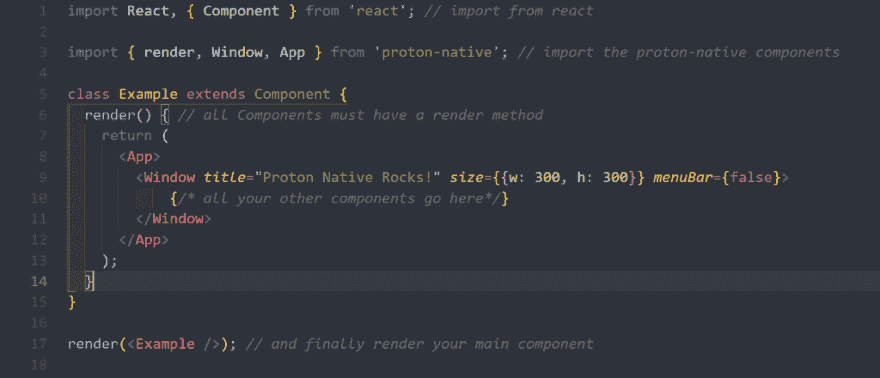 1 import React, { Component } from 'react'; // import from react
2
3 import { render, Window, App } from 'proton-native'; // import the proton-native components
4
5 class Example extends Component {
6   render() { // all Components must have a render method
7     return (
8       <App>
9         <Window title="Proton Native Rocks!" size={{w: 300, h: 300}} menuBar={false}>
10             {/* all your other components go here*/}
11         </Window>
12       </App>
13     );
14   }
15 }
16
17 render(<Example />); // and finally render your main component
18